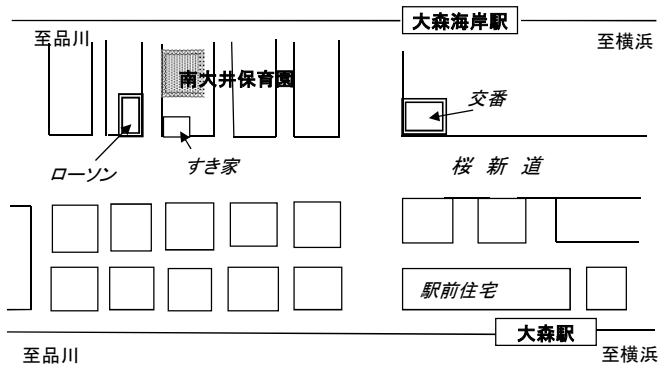 大森海岸駅
至品川
至横浜
南大井保育園
交番
ローソン
すき家
桜新道
駅前住宅
大森駅
至品川
至横浜